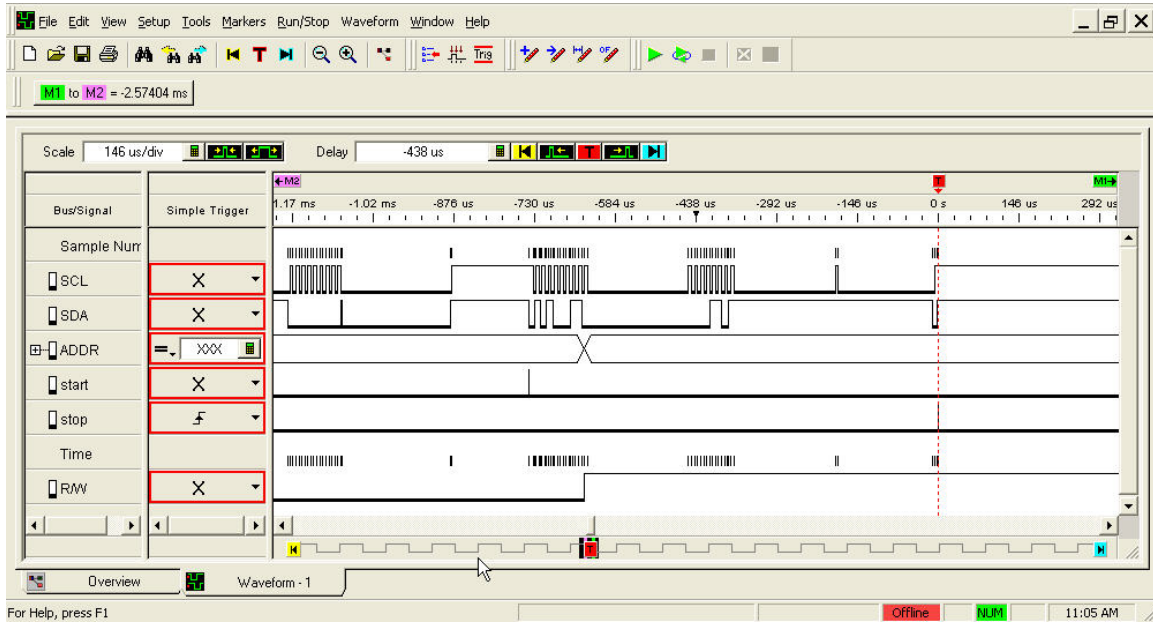 File Edit View Setup Tools Markers Run/Stop Waveform Window Help
T Trig OFF
M1 to M2 = -2.57404 ms
Scale 146 us/div Delay -438 us T
M2 T M1
Bus/Signal Simple Trigger 1.17 ms -1.02 ms -876 us -730 us -584 us -438 us -292 us -146 us 0 s 146 us 292 us
Sample Num
SCL X
SDA X
ADDR = XXX
start X
stop
Time
R/W X
T
Overview Waveform - 1
For Help, press F1 Offline NUM 11:05 AM